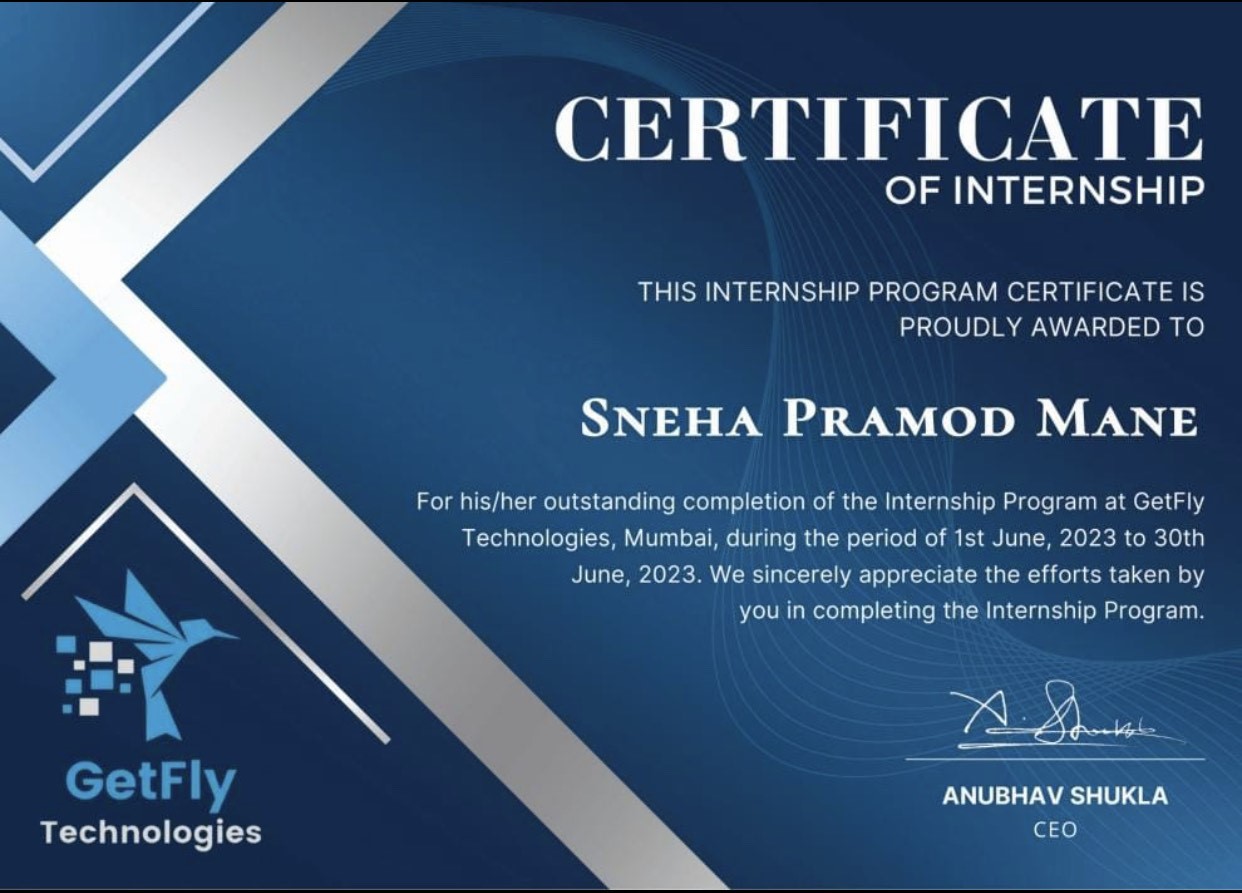 CERTIFICATE
OF INTERNSHIP
THIS INTERNSHIP PROGRAM CERTIFICATE IS
PROUDLY AWARDED TO
SNEHA PRAMOD MANE
For his/her outstanding completion of the Internship Program at GetFly
Technologies, Mumbai, during the period of 1st June, 2023 to 30th
June, 2023. We sincerely appreciate the efforts taken by
you in completing the Internship Program.
A. Shukla
ANUBHAV SHUKLA
CEO
GetFly
Technologies